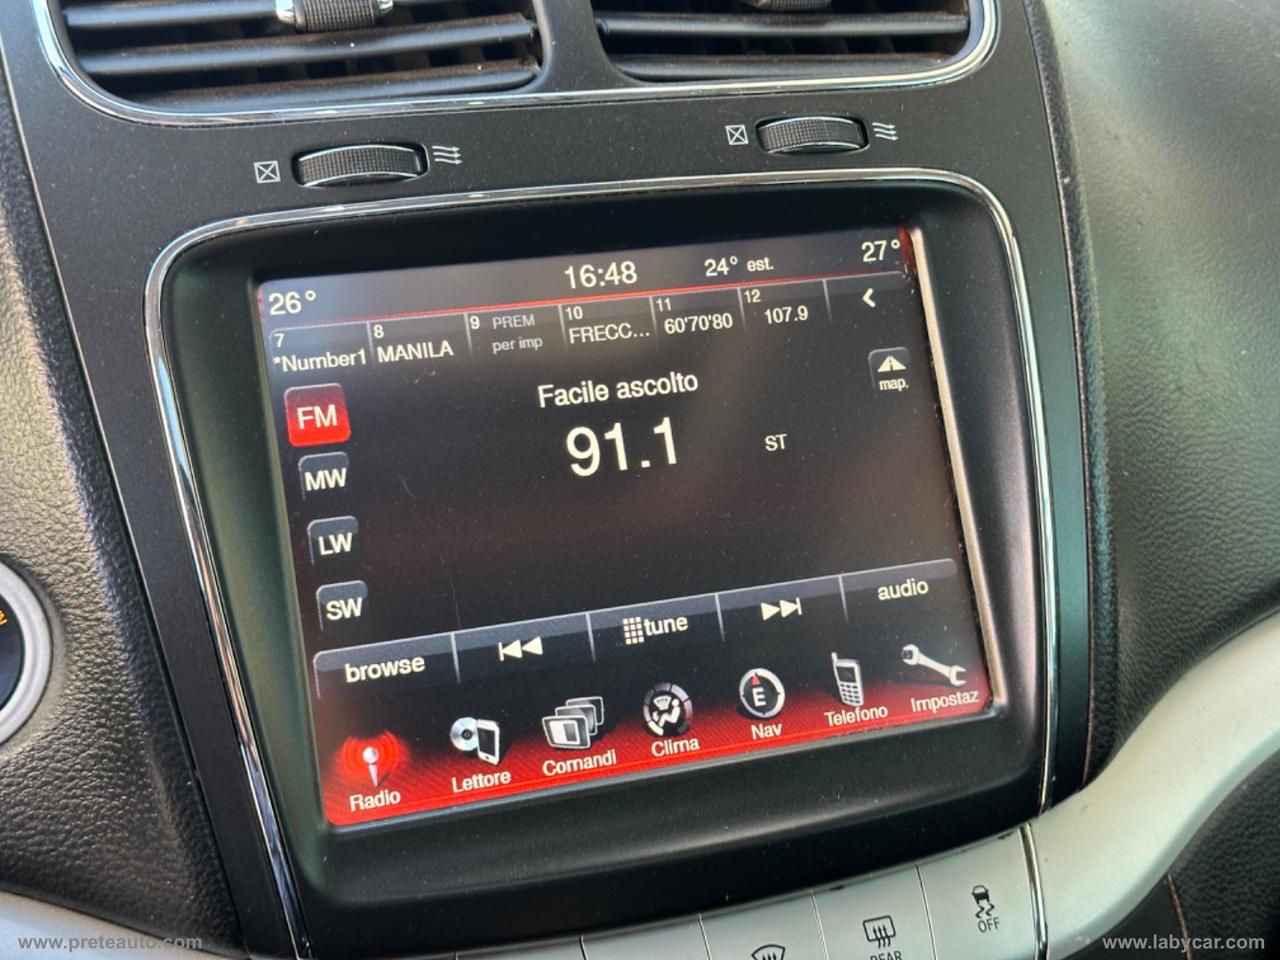 16:48
24° est.
27°
26°
7 *Number1
8 MANILA
9 PREM per imp
10 FRECC...
11 60'70'80
12 107.9
map.
Facile ascolto
FM
91.1
ST
MW
LW
SW
browse
tune
audio
Radio
Lettore
Comandi
Clima
E
Nav
Telefono
Impostaz
OFF
REAR
www.preteauto.com
www.labycar.com